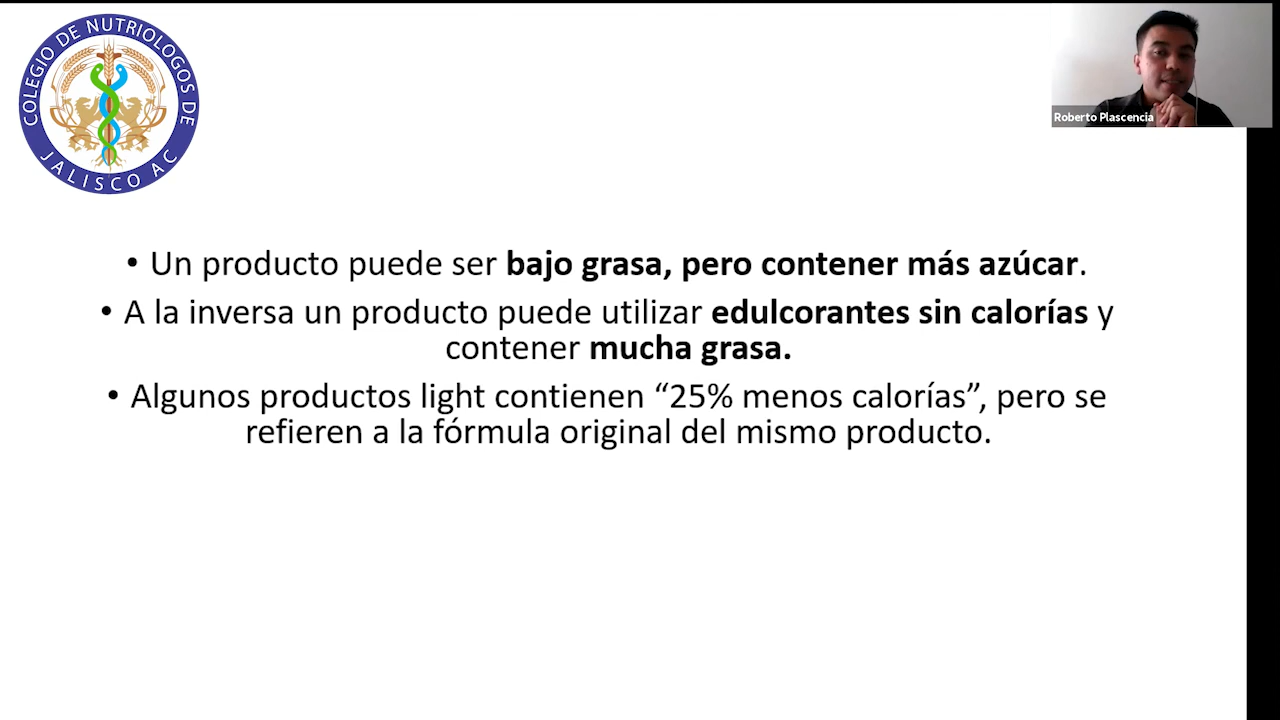 COLEGIO DE NUTRIOLOGOS DE
JALISCO AC
Roberto Plascencia
• Un producto puede ser bajo grasa, pero contener más azúcar.
• A la inversa un producto puede utilizar edulcorantes sin calorías y
contener mucha grasa.
• Algunos productos light contienen “25% menos calorías”, pero se
refieren a la fórmula original del mismo producto.